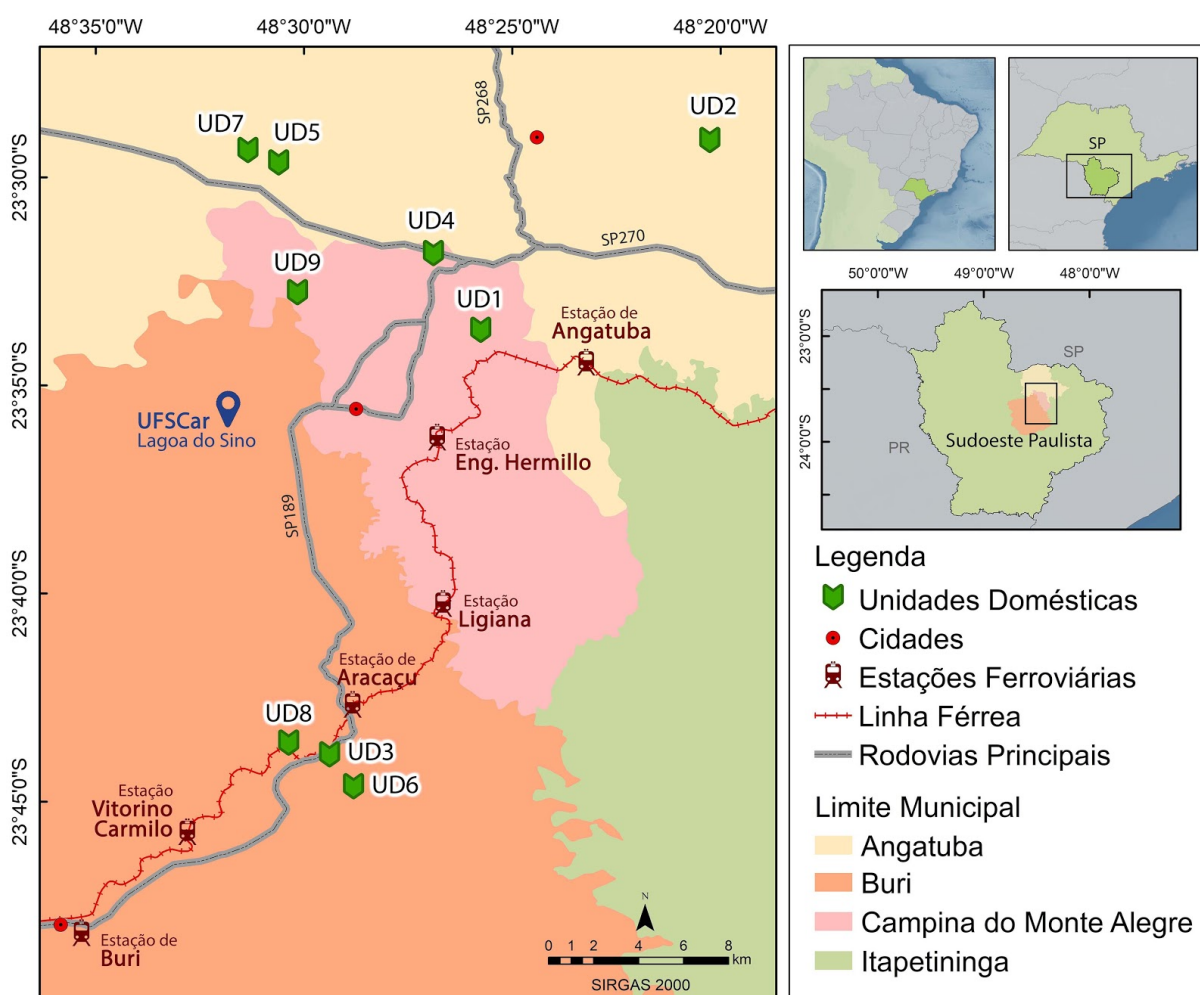 48°35'0"W
48°30'0"W
48°25'0"W
48°20'0"W
23°30'0"S
23°35'0"S
23°40'0"S
23°45'0"S
SP268
UD2
UD7
UD5
UD4
SP270
UD9
UD1
Estação de
Angatuba
UFSCar
Lagoa do Sino
Estação
Eng. Hermillo
SP189
Estação
Ligiana
Estação de
Aracaçu
UD8
UD3
UD6
Estação
Vitorino
Carmilo
Estação de
Buri
N
0 1 2 4 6 8
km
SIRGAS 2000
SP
50°0'0"W
49°0'0"W
48°0'0"W
23°0'0"S
24°0'0"S
SP
Sudoeste Paulista
PR
Legenda
Unidades Domésticas
Cidades
Estações Ferroviárias
Linha Férrea
Rodovias Principais
Limite Municipal
Angatuba
Buri
Campina do Monte Alegre
Itapetininga